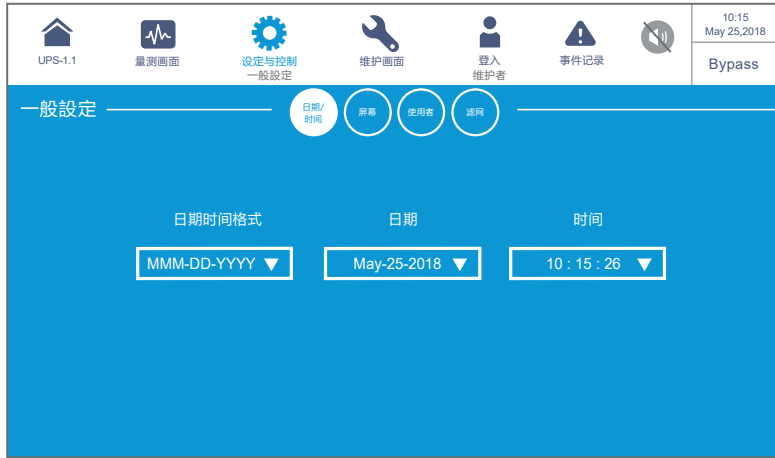 UPS-1.1
量测画面
设定与控制
一般設定
维护画面
登入
维护者
事件记录
10:15
May 25,2018
Bypass
一般設定
日期/
时间
屏幕
使用者
滤网
日期时间格式
日期
时间
MMM-DD-YYYY
May-25-2018
10 : 15 : 26